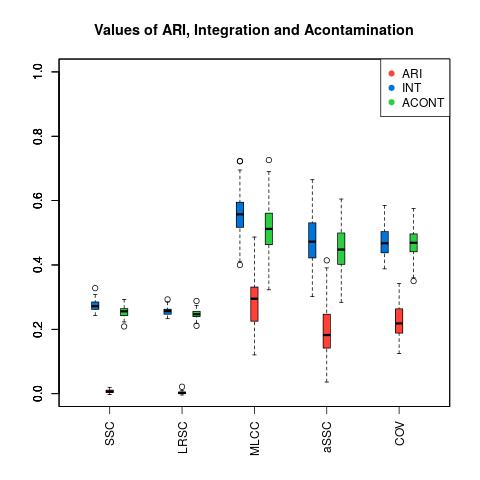 Values of ARI, Integration and Acontamination
ARI
INT
ACONT
1.0
0.8
0.6
0.4
0.2
0.0
SSC
LRSC
MLCC
aSSC
COV